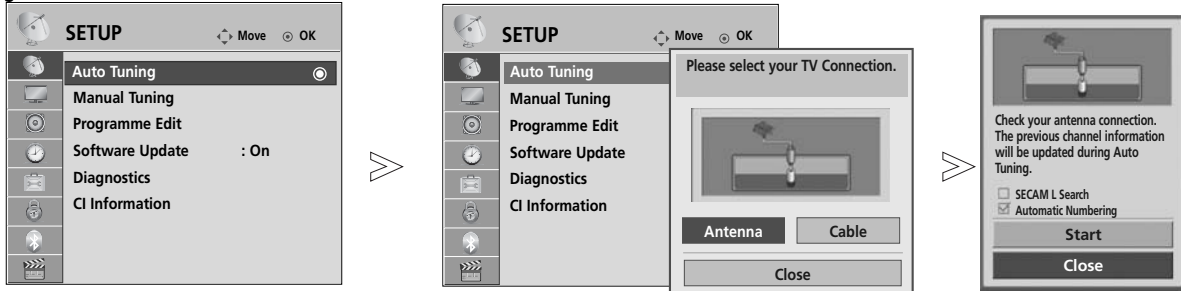 SETUP
Move
OK
Auto Tuning
Manual Tuning
Programme Edit
Software Update : On
Diagnostics
CI Information
SETUP
Move
OK
Auto Tuning
Manual Tuning
Programme Edit
Software Update
Diagnostics
CI Information
Please select your TV Connection.
Antenna
Cable
Close
Check your antenna connection.
The previous channel information
will be updated during Auto
Tuning.
SECAM L Search
Automatic Numbering
Start
Close